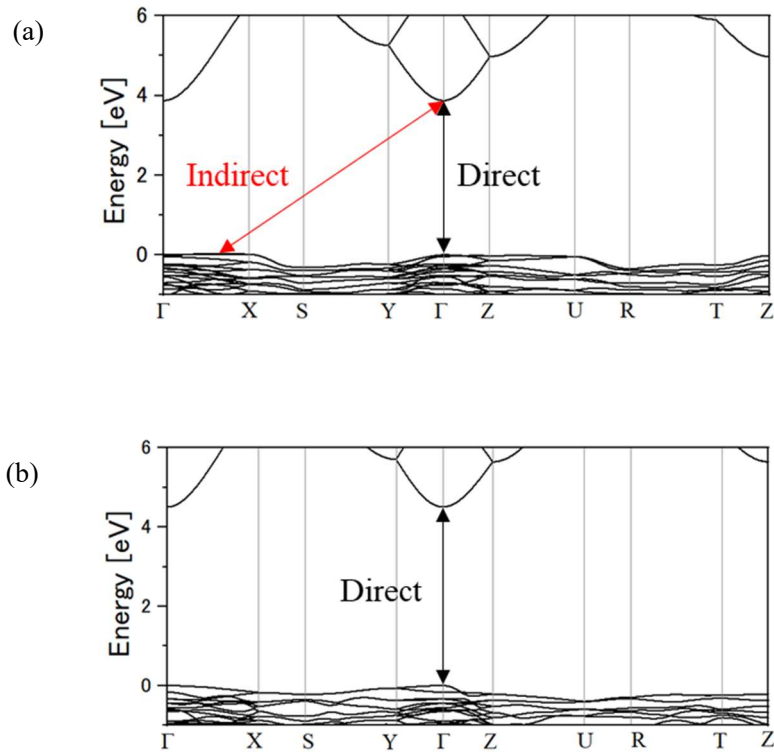 (a)
6
4
2
0
Energy [eV]
Indirect
Direct
Γ X S Y Γ Z U R T Z
(b)
6
4
2
0
Energy [eV]
Direct
Γ X S Y Γ Z U R T Z